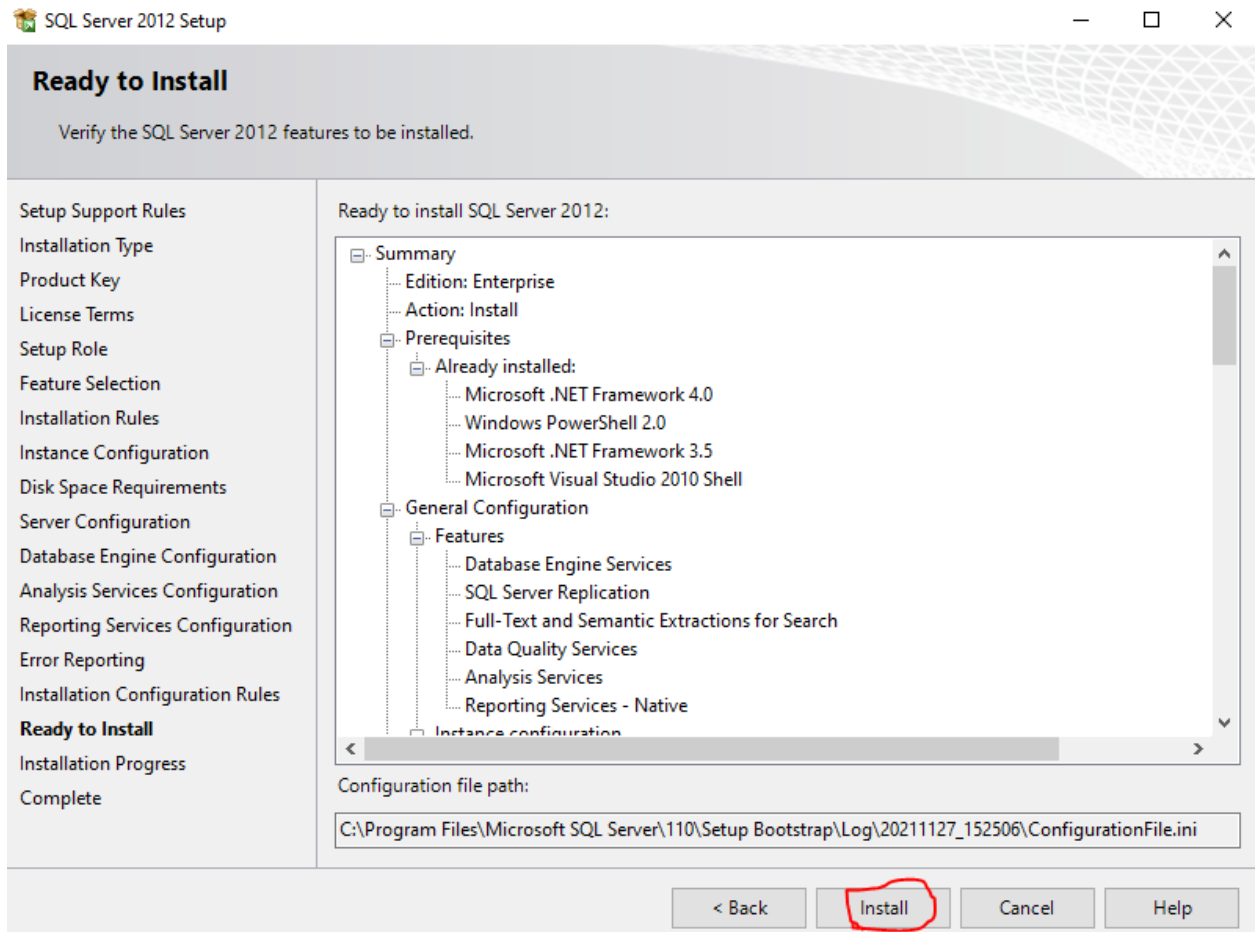 SQL Server 2012 Setup
Ready to Install
Verify the SQL Server 2012 features to be installed.
Setup Support Rules
Installation Type
Product Key
License Terms
Setup Role
Feature Selection
Installation Rules
Instance Configuration
Disk Space Requirements
Server Configuration
Database Engine Configuration
Analysis Services Configuration
Reporting Services Configuration
Error Reporting
Installation Configuration Rules
Ready to Install
Installation Progress
Complete
Ready to install SQL Server 2012:
Summary
Edition: Enterprise
Action: Install
Prerequisites
Already installed:
Microsoft .NET Framework 4.0
Windows PowerShell 2.0
Microsoft .NET Framework 3.5
Microsoft Visual Studio 2010 Shell
General Configuration
Features
Database Engine Services
SQL Server Replication
Full-Text and Semantic Extractions for Search
Data Quality Services
Analysis Services
Reporting Services - Native
Instance configuration
Configuration file path:
C:\Program Files\Microsoft SQL Server\110\Setup Bootstrap\Log\20211127_152506\ConfigurationFile.ini
< Back
Install
Cancel
Help